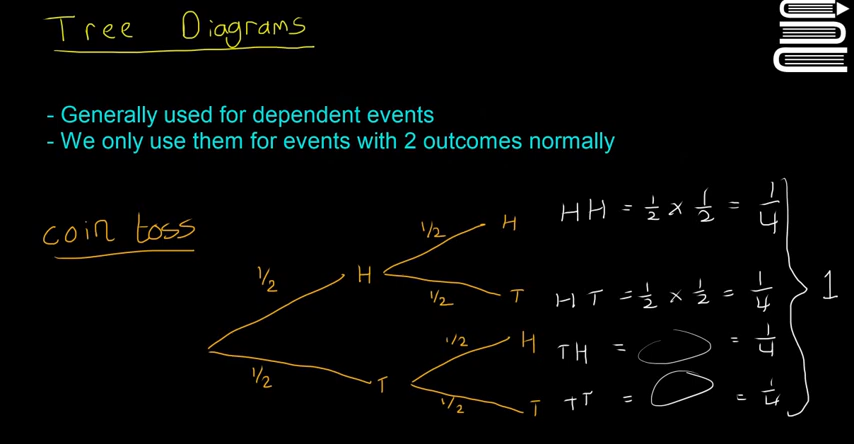 Tree Diagrams
- Generally used for dependent events
- We only use them for events with 2 outcomes normally
coin toss
1/2 H 1/2 H
1/2 T
1/2 T 1/2 H
1/2 T
HH = 1/2 × 1/2 = 1/4
HT = 1/2 × 1/2 = 1/4
TH = = 1/4
TT = = 1/4
1